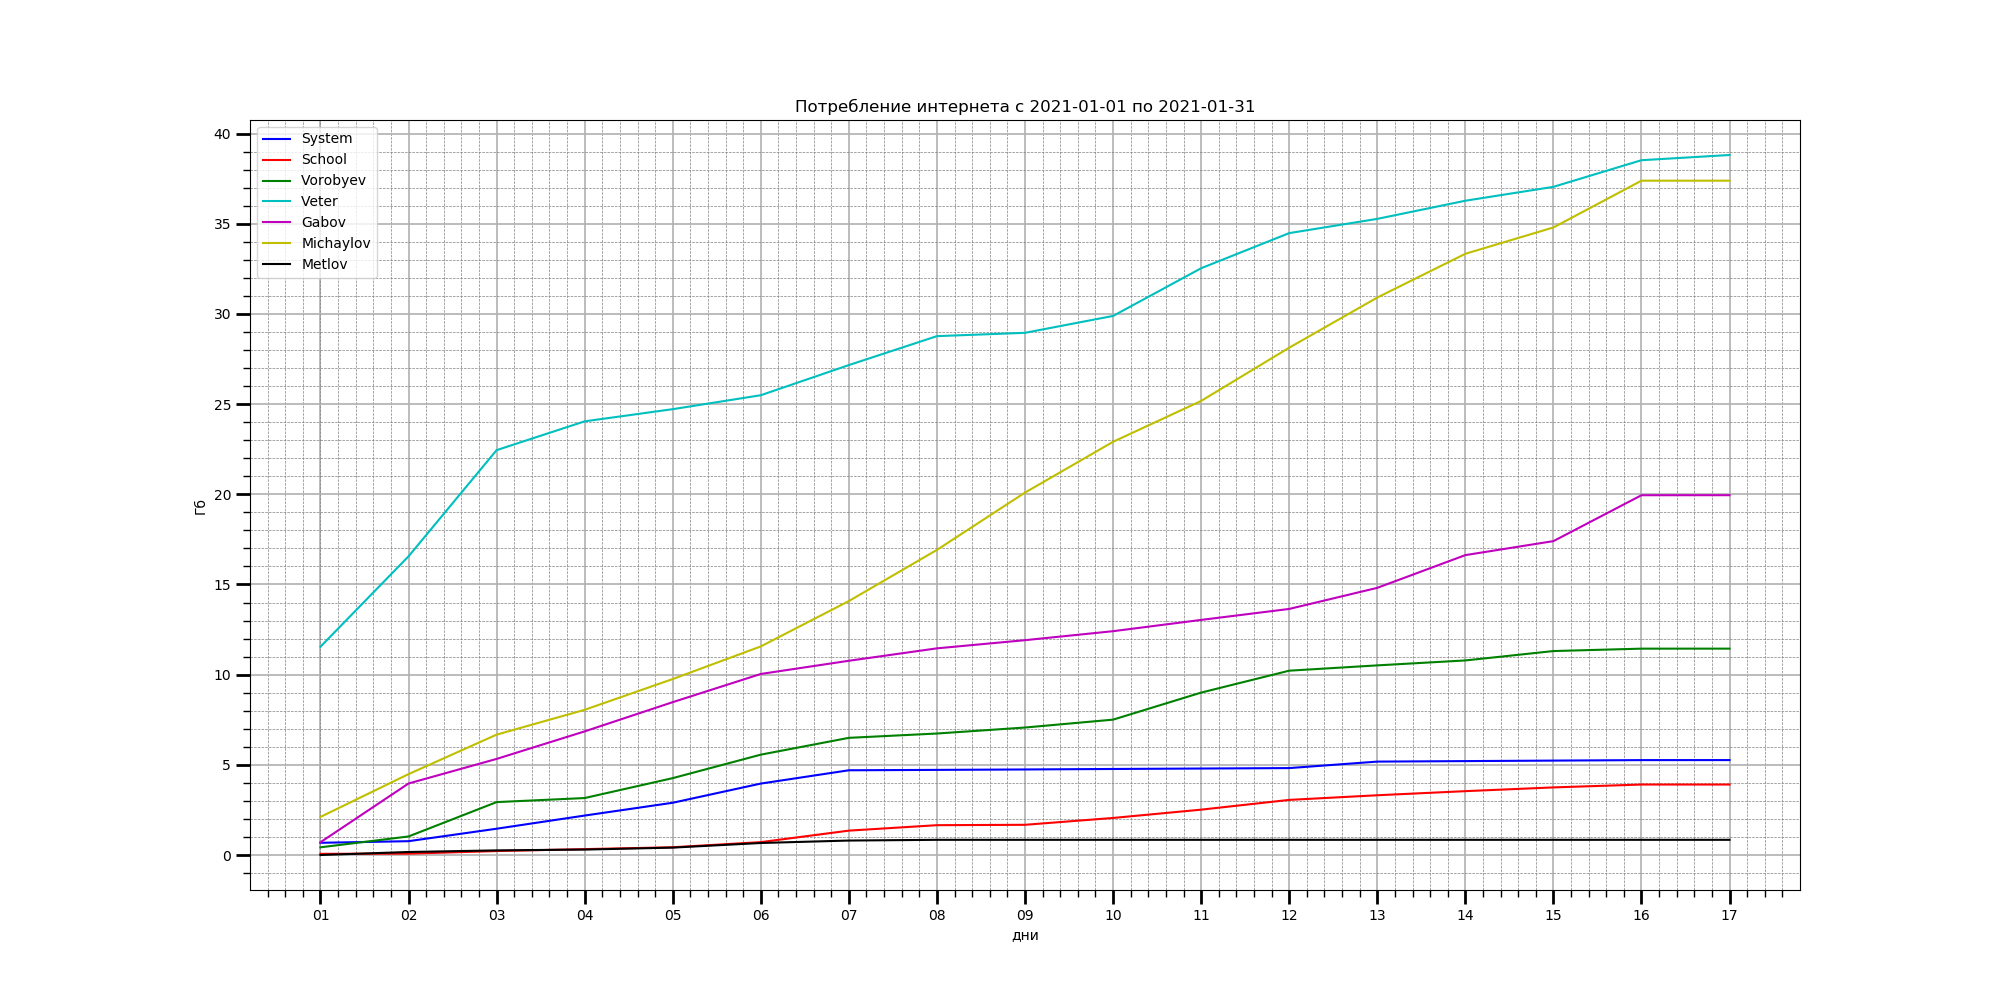 Потребление интернета с 2021-01-01 по 2021-01-31
System
School
Vorobyev
Veter
Gabov
Michaylov
Metlov
40
35
30
25
20
15
10
5
0
Гб
01 02 03 04 05 06 07 08 09 10 11 12 13 14 15 16 17
дни